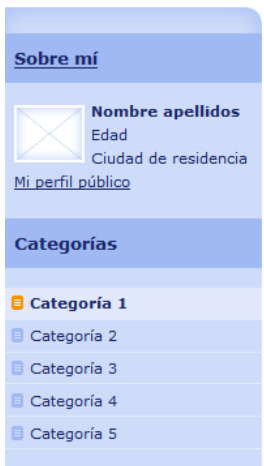 Sobre mí
Nombre apellidos
Edad
Ciudad de residencia
Mi perfil público
Categorías
Categoría 1
Categoría 2
Categoría 3
Categoría 4
Categoría 5